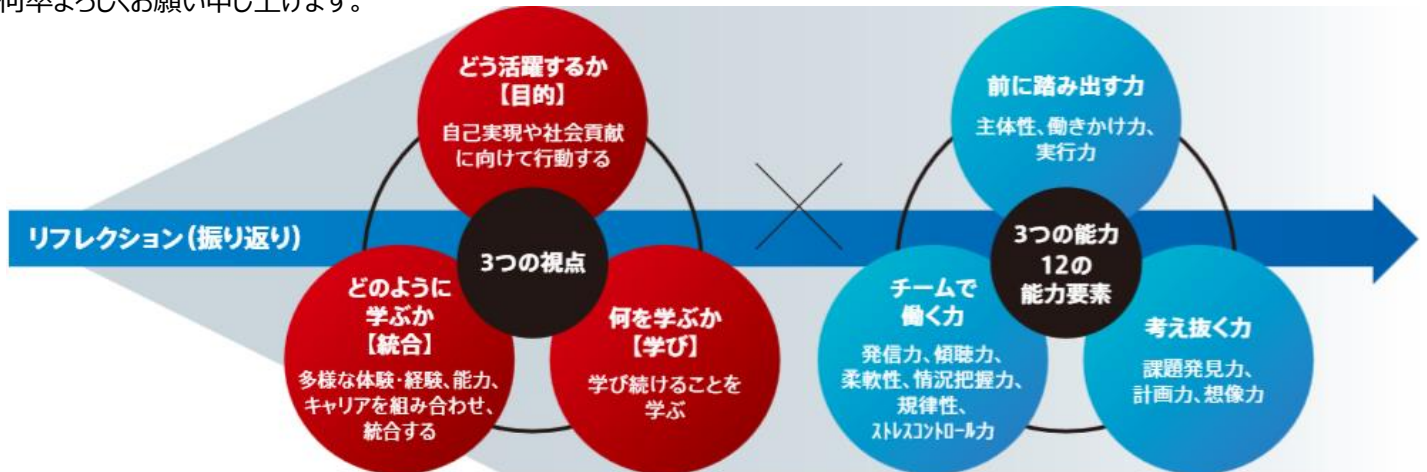 何卒よろしくお願い申し上げます。
どう活躍するか
【目的】
自己実現や社会貢献
に向けて行動する
リフレクション(振り返り)
3つの視点
どのように
学ぶか
【統合】
多様な体験・経験、能力、
キャリアを組み合わせ、
統合する
何を学ぶか
【学び】
学び続けることを
学ぶ
前に踏み出す力
主体性、働きかけ力、
実行力
3つの能力
12の
能力要素
チームで
働く力
発信力、傾聴力、
柔軟性、情況把握力、
規律性、
ｽﾄﾚｽｺﾝﾄﾛｰﾙ力
考え抜く力
課題発見力、
計画力、想像力